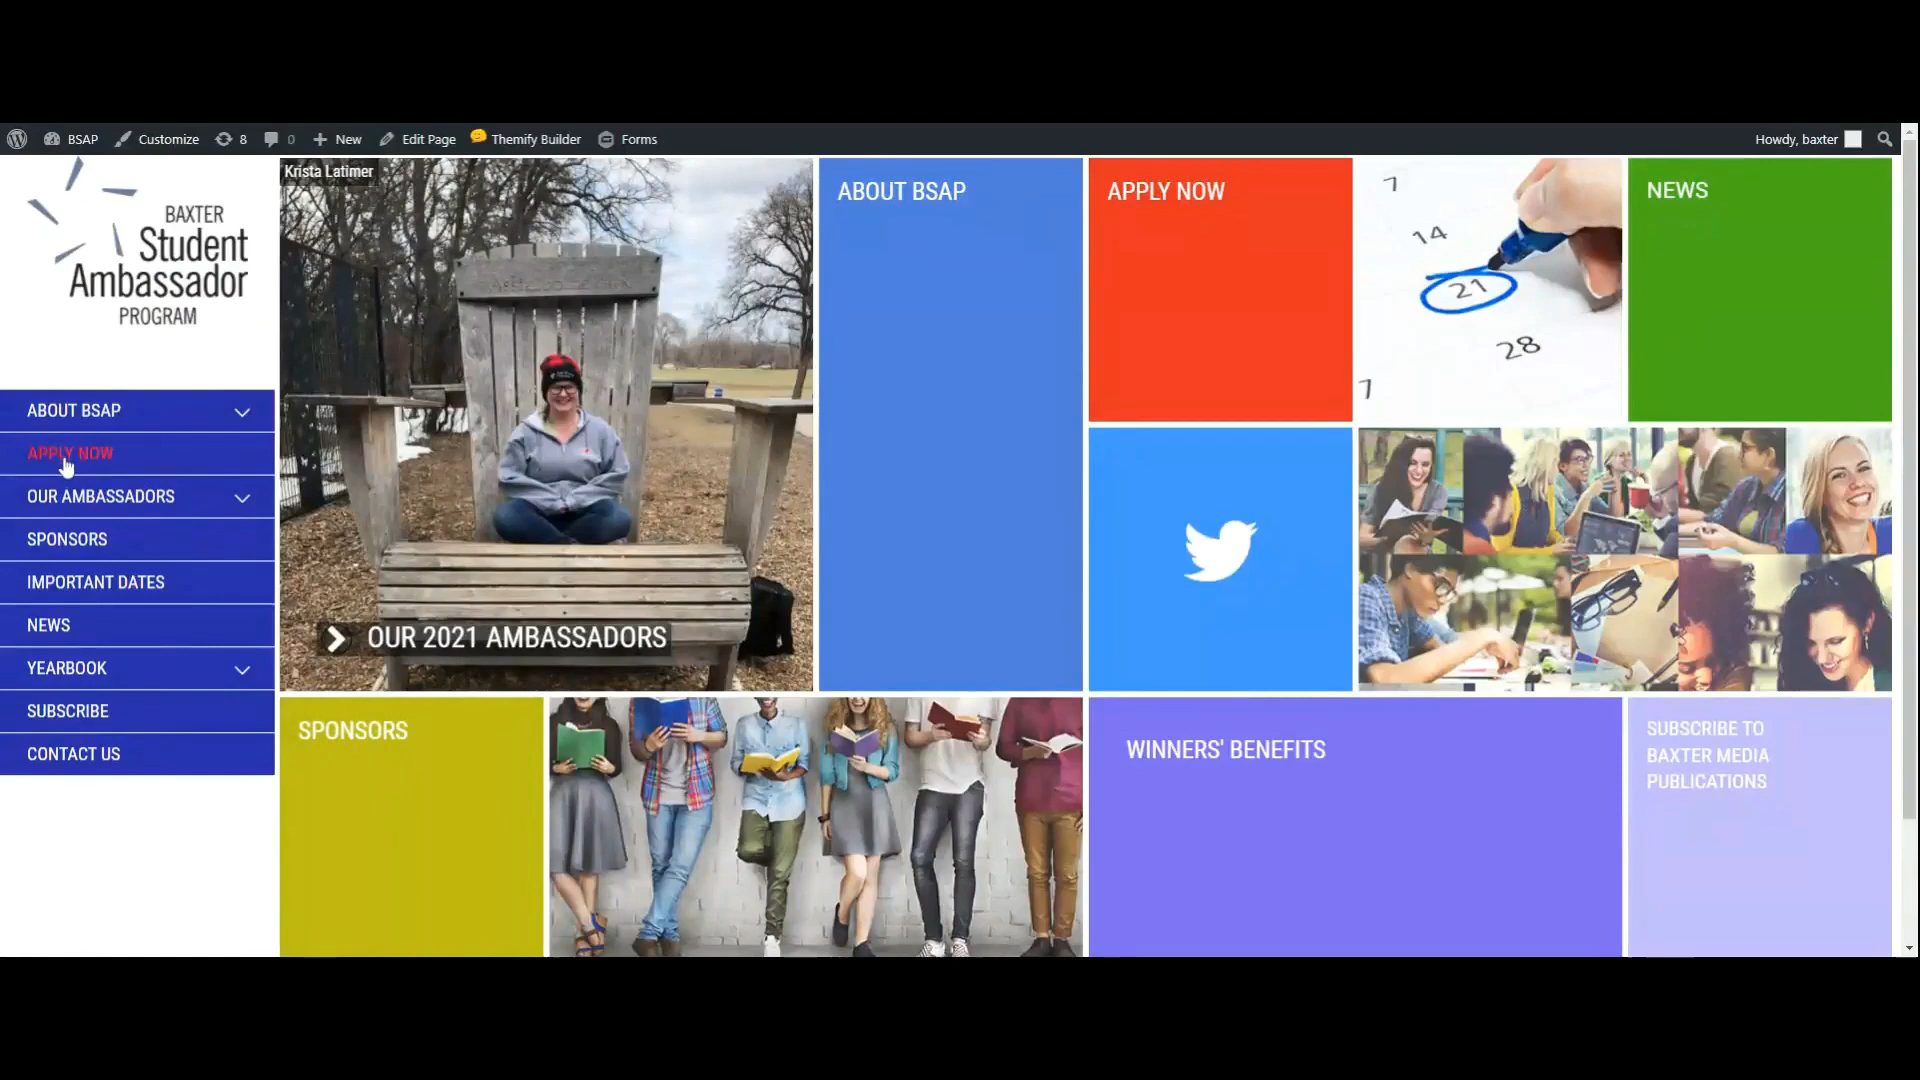 BSAP
Customize
8
0
New
Edit Page
Themify Builder
Forms
Howdy, baxter
BAXTER
Student
Ambassador
PROGRAM
ABOUT BSAP
APPLY NOW
OUR AMBASSADORS
SPONSORS
IMPORTANT DATES
NEWS
YEARBOOK
SUBSCRIBE
CONTACT US
Krista Latimer
OUR 2021 AMBASSADORS
ABOUT BSAP
APPLY NOW
7
14
21
28
7
NEWS
SPONSORS
WINNERS' BENEFITS
SUBSCRIBE TO
BAXTER MEDIA
PUBLICATIONS